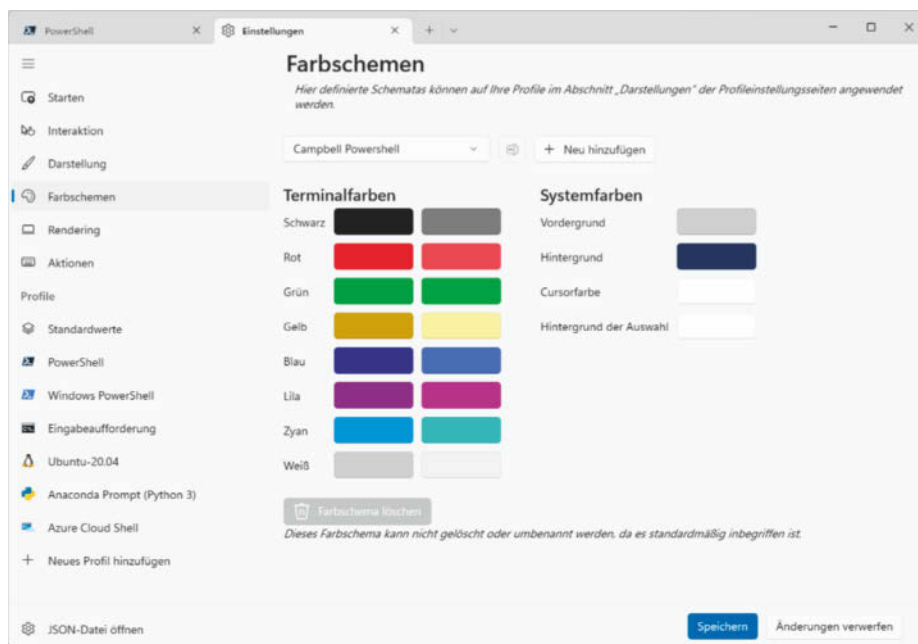 PowerShell
Einstellungen
Starten
Interaktion
Darstellung
Farbschemen
Rendering
Aktionen
Profile
Standardwerte
PowerShell
Windows PowerShell
Eingabeaufforderung
Ubuntu-20.04
Anaconda Prompt (Python 3)
Azure Cloud Shell
Neues Profil hinzufügen
JSON-Datei öffnen
Farbschemen
Hier definierte Schematas können auf Ihre Profile im Abschnitt „Darstellungen“ der Profileinstellungsseiten angewendet
werden.
Campbell Powershell
Neu hinzufügen
Terminalfarben
Schwarz
Rot
Grün
Gelb
Blau
Lila
Zyan
Weiß
Systemfarben
Vordergrund
Hintergrund
Cursorfarbe
Hintergrund der Auswahl
Farbschema löschen
Dieses Farbschema kann nicht gelöscht oder umbenannt werden, da es standardmäßig inbegriffen ist.
Speichern
Änderungen verwerfen